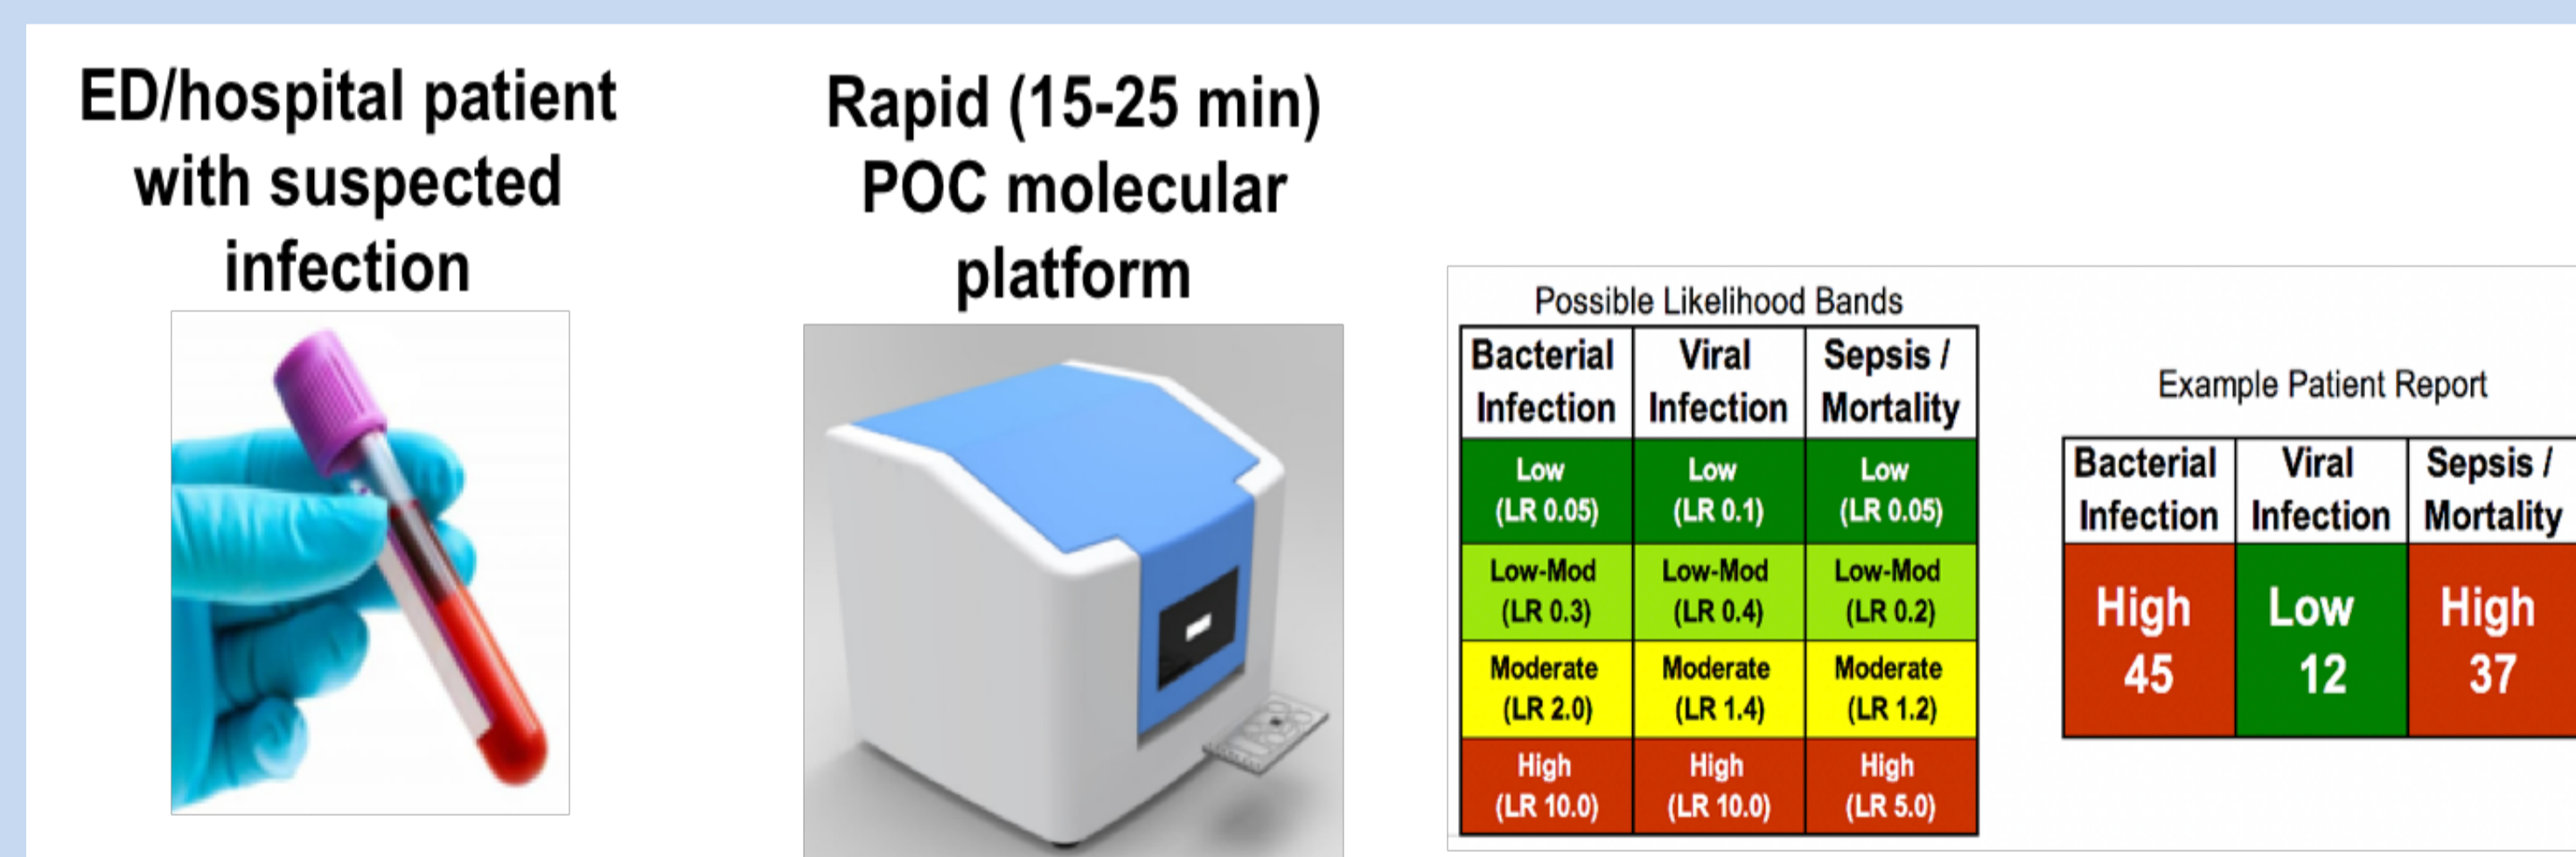 ED/hospital patient
with suspected
infection
Rapid (15-25 min)
POC molecular
platform
Possible Likelihood Bands
Bacterial Infection Viral Infection Sepsis / Mortality
Low Low Low
(LR 0.05) (LR 0.1) (LR 0.05)
Low-Mod Low-Mod Low-Mod
(LR 0.3) (LR 0.4) (LR 0.2)
Moderate Moderate Moderate
(LR 2.0) (LR 1.4) (LR 1.2)
High High High
(LR 10.0) (LR 10.0) (LR 5.0)
Example Patient Report
Bacterial Infection Viral Infection Sepsis / Mortality
High Low High
45 12 37